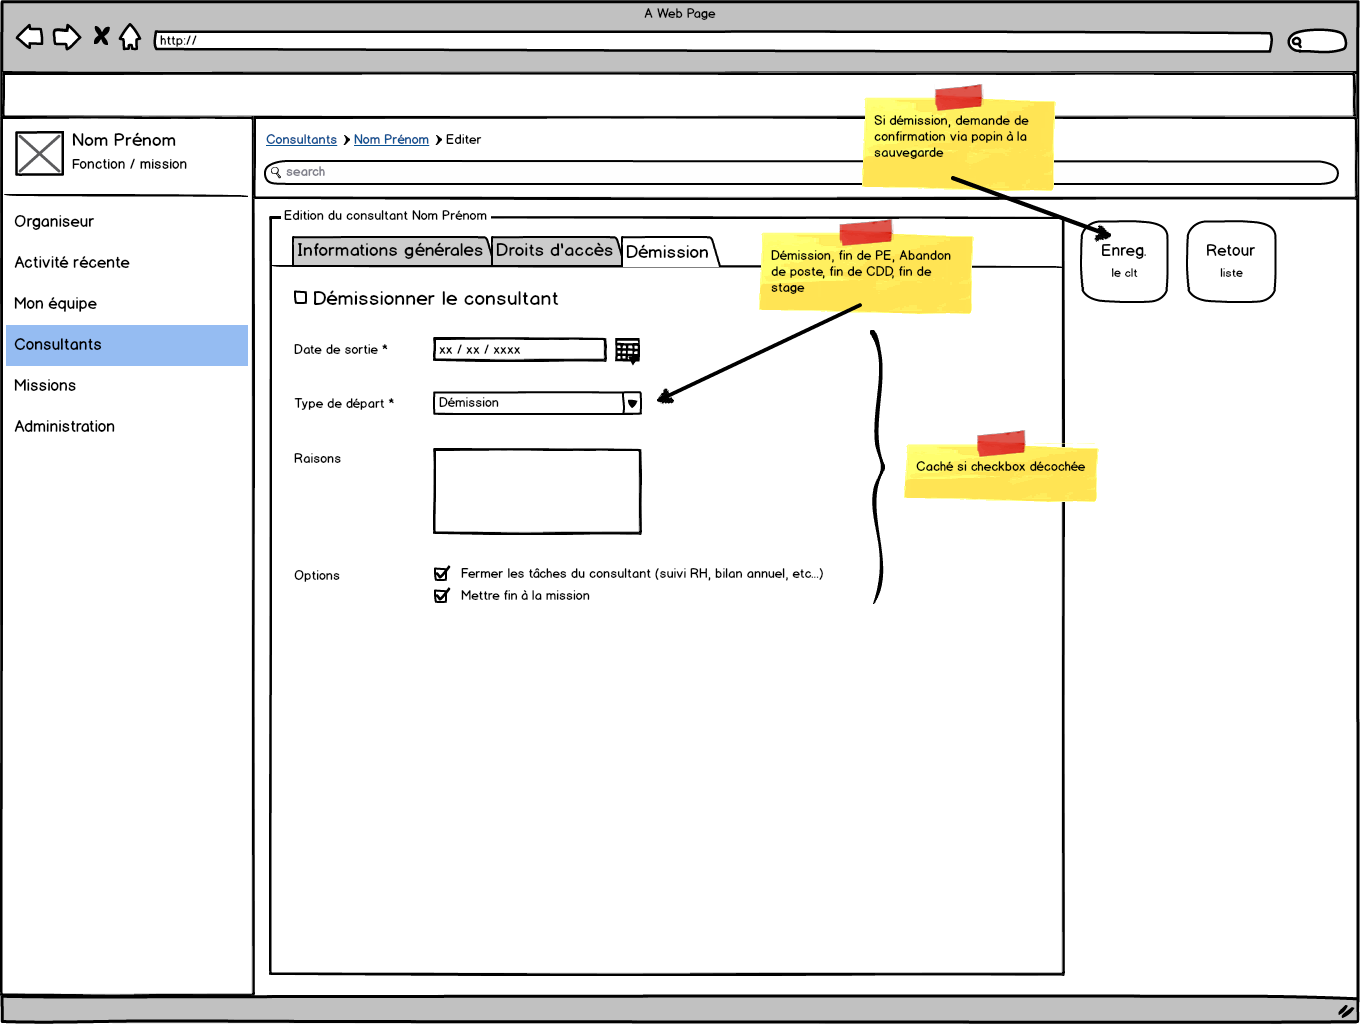 A Web Page
http://
Nom Prénom
Fonction / mission
Organiseur
Activité récente
Mon équipe
Consultants
Missions
Administration
Consultants
Nom Prénom
Editer
search
Si démission, demande de
confirmation via popin à la
sauvegarde
Edition du consultant Nom Prénom
Informations générales
Droits d'accès
Démission
Démission, fin de PE, Abandon
de poste, fin de CDD, fin de
stage
Enreg.
le clt
Retour
liste
Démissionner le consultant
Date de sortie *
xx / xx / xxxx
Type de départ *
Démission
Raisons
Caché si checkbox décochée
Options
Fermer les tâches du consultant (suivi RH, bilan annuel, etc...)
Mettre fin à la mission